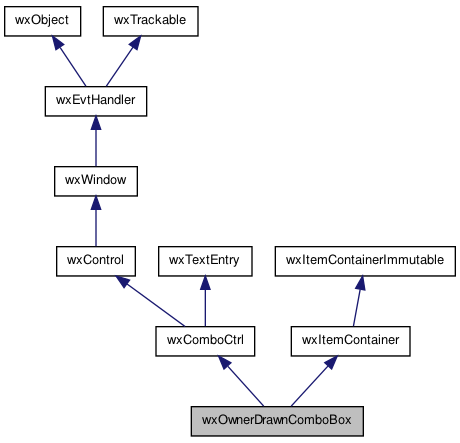 wxObject
wxTrackable
wxEvtHandler
wxWindow
wxControl
wxTextEntry
wxItemContainerImmutable
wxComboCtrl
wxItemContainer
wxOwnerDrawnComboBox